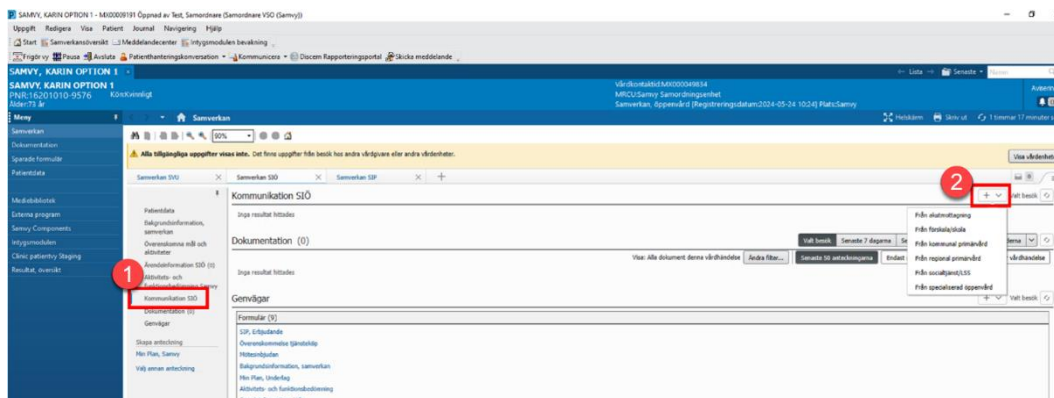 SAMVY, KARIN OPTION 1 - MX00009191 Öppnad av Test, Samordnare (Samordnare VSO (Samvy))
Uppgift Redigera Visa Patient Journal Navigering Hjälp
Start Samverkansöversikt Meddelandecenter Intygsmodulen bevakning
Frigör vy Pausa Avsluta Patienthanteringskonversation Kommunicera Discern Rapporteringsportal Skicka meddelande
SAMVY, KARIN OPTION 1
Lista Senaste
SAMVY, KARIN OPTION 1
PNR:16201010-9576 Kön:Kvinnligt
Ålder:73 år
Vårdkontaktid:MX000049834
MRCU:Samvy Samordningsenhet
Samverkan, öppenvård (Registreringsdatum:2024-05-24 10:24) Plats:Samvy
Meny
Samverkan
Helskärm Skriv ut 1 timmar 17 minuter
Samverkan
Dokumentation
Sparade formulär
Patientdata
Mediabibliotek
Externa program
Samvy Components
Intygsmodulen
Clinic patientvy Staging
Resultat, översikt
90%
Alla tillgängliga uppgifter visas inte. Det finns uppgifter från besök hos andra vårdgivare eller andra vårdenheter.
Samverkan SVU Samverkan SIÖ Samverkan SIP
Patientdata
Bakgrundsinformation,
samverkan
Överenskomna mål och
aktiviteter
Ärendeinformation SIÖ (0)
Aktivitets- och
funktionsbedömning Samvy
Kommunikation SIÖ
Dokumentation (0)
Genvägar
Skapa anteckning
Min Plan, Samvy
Välj annan anteckning
1
2
Kommunikation SIÖ
Valt besök
Inga resultat hittades
Från akutmottagning
Från förskola/skola
Från kommunal primärvård
Från regional primärvård
Från socialtjänst/LSS
Från specialiserad öppenvård
Dokumentation (0)
Valt besök Senaste 7 dagarna
Visa: Alla dokument denna vårdhändelse Ändra filter... Senaste 50 anteckningarna Endast
vårdhändelse
Inga resultat hittades
Genvägar
Valt besök
Formulär (9)
SIP, Erbjudande
Överenskommelse tjänsteköp
Mötesinbjudan
Bakgrundsinformation, samverkan
Min Plan, Underlag
Aktivitets- och funktionsbedömning